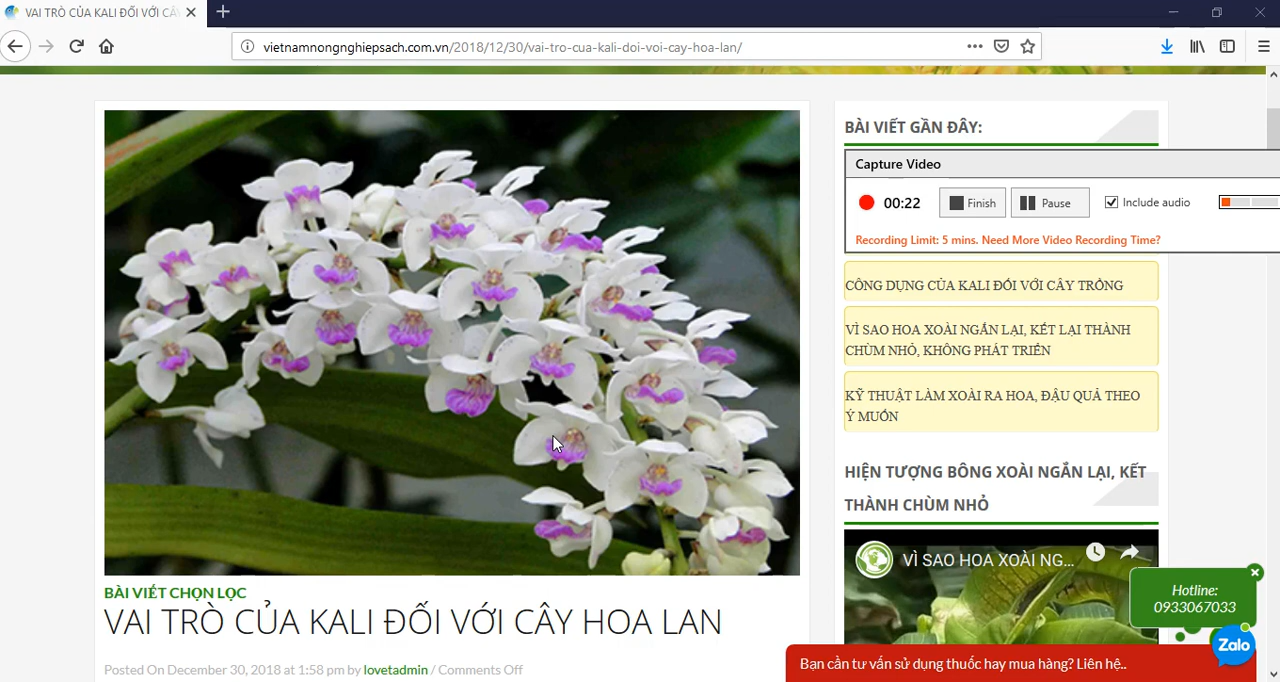 VAI TRÒ CỦA KALI ĐỐI VỚI CÂ
vietnamnongnghiepsach.com.vn/2018/12/30/vai-tro-cua-kali-doi-voi-cay-hoa-lan/
BÀI VIẾT CHỌN LỌC
VAI TRÒ CỦA KALI ĐỐI VỚI CÂY HOA LAN
Posted On December 30, 2018 at 1:58 pm by lovetadmin / Comments Off
BÀI VIẾT GẦN ĐÂY:
Capture Video
00:22 Finish Pause Include audio
Recording Limit: 5 mins. Need More Video Recording Time?
CÔNG DỤNG CỦA KALI ĐỐI VỚI CÂY TRỒNG
VÌ SAO HOA XOÀI NGẮN LẠI, KẾT LẠI THÀNH
CHÙM NHỎ, KHÔNG PHÁT TRIỂN
KỸ THUẬT LÀM XOÀI RA HOA, ĐẬU QUẢ THEO
Ý MUỐN
HIỆN TƯỢNG BÔNG XOÀI NGẮN LẠI, KẾT
THÀNH CHÙM NHỎ
VÌ SAO HOA XOÀI NG...
Hotline:
0933067033
Zalo
Bạn cần tư vấn sử dụng thuốc hay mua hàng? Liên hệ..